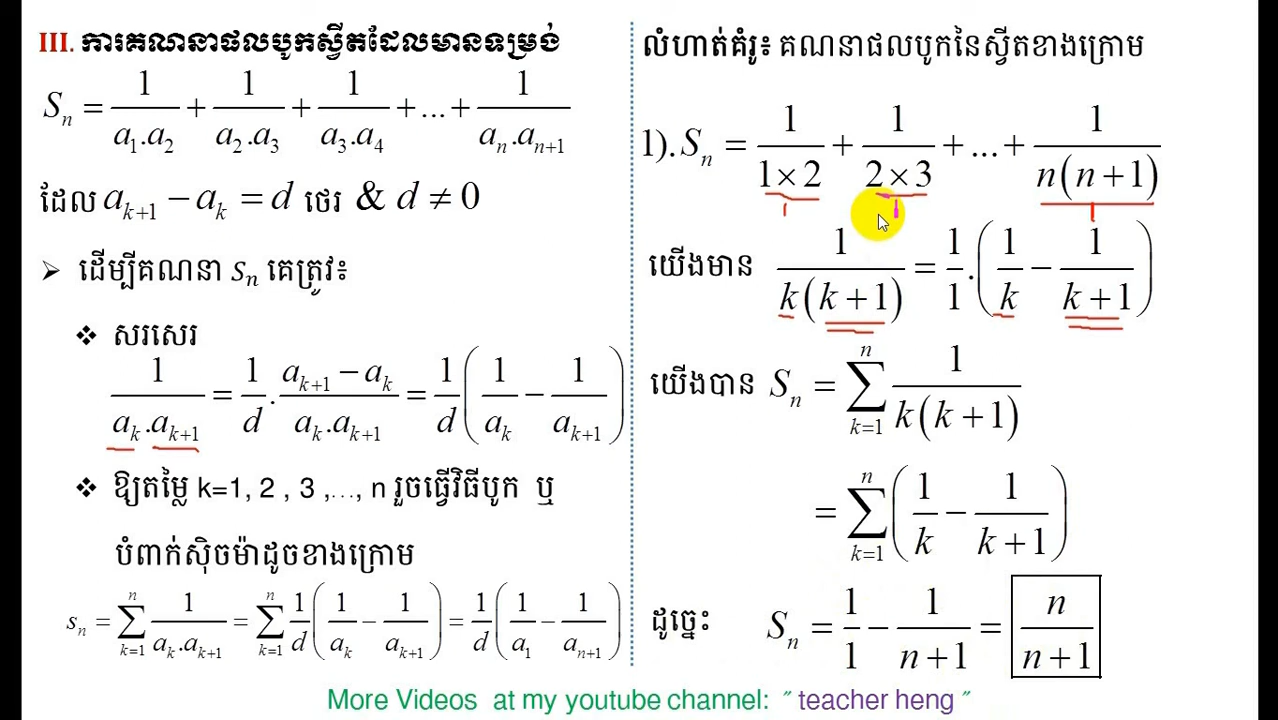 III. ការគណនាផលបូកស្វ៊ីតដែលមានទម្រង់
S_n = 1/(a_1.a_2) + 1/(a_2.a_3) + 1/(a_3.a_4) + ... + 1/(a_n.a_{n+1})
ដែល a_{k+1} − a_k = d ថេរ & d ≠ 0
➢ ដើម្បីគណនា S_n គេត្រូវ៖
❖ សរសេរ
1/(a_k.a_{k+1}) = 1/d . (a_{k+1} − a_k)/(a_k.a_{k+1}) = 1/d (1/a_k − 1/a_{k+1})
❖ ឱ្យតម្លៃ k=1, 2 , 3 ,…, n រួចធ្វើវិធីបូក ឬ
បំពាក់ស៊ិចម៉ាដូចខាងក្រោម
s_n = ∑_{k=1}^{n} 1/(a_k.a_{k+1}) = ∑_{k=1}^{n} 1/d (1/a_k − 1/a_{k+1}) = 1/d (1/a_1 − 1/a_{n+1})
លំហាត់គំរូ៖ គណនាផលបូកនៃស្វ៊ីតខាងក្រោម
1). S_n = 1/(1×2) + 1/(2×3) + ... + 1/(n(n+1))
1 1 1
យើងមាន 1/(k(k+1)) = 1/1 . (1/k − 1/(k+1))
យើងបាន S_n = ∑_{k=1}^{n} 1/(k(k+1))
= ∑_{k=1}^{n} (1/k − 1/(k+1))
ដូច្នេះ S_n = 1/1 − 1/(n+1) = n/(n+1)
More Videos at my youtube channel: " teacher heng "